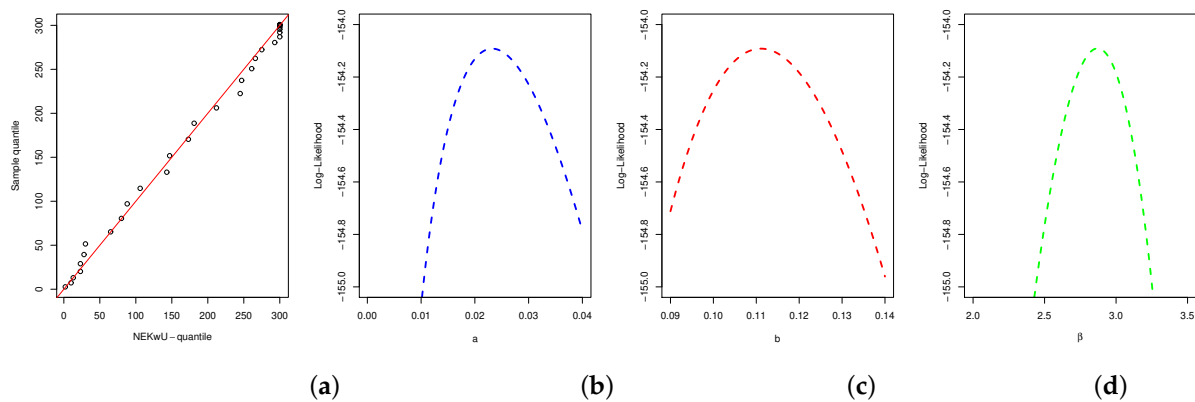 300
250
200
150
100
50
0
Sample quantile
0 50 100 150 200 250 300
NEKwU−quantile
−154.0
−154.2
−154.4
−154.6
−154.8
−155.0
Log−Likelihood
0.00 0.01 0.02 0.03 0.04
a
−154.0
−154.2
−154.4
−154.6
−154.8
−155.0
Log−Likelihood
0.09 0.10 0.11 0.12 0.13 0.14
b
−154.0
−154.2
−154.4
−154.6
−154.8
−155.0
Log−Likelihood
2.0 2.5 3.0 3.5
β
(a) (b) (c) (d)